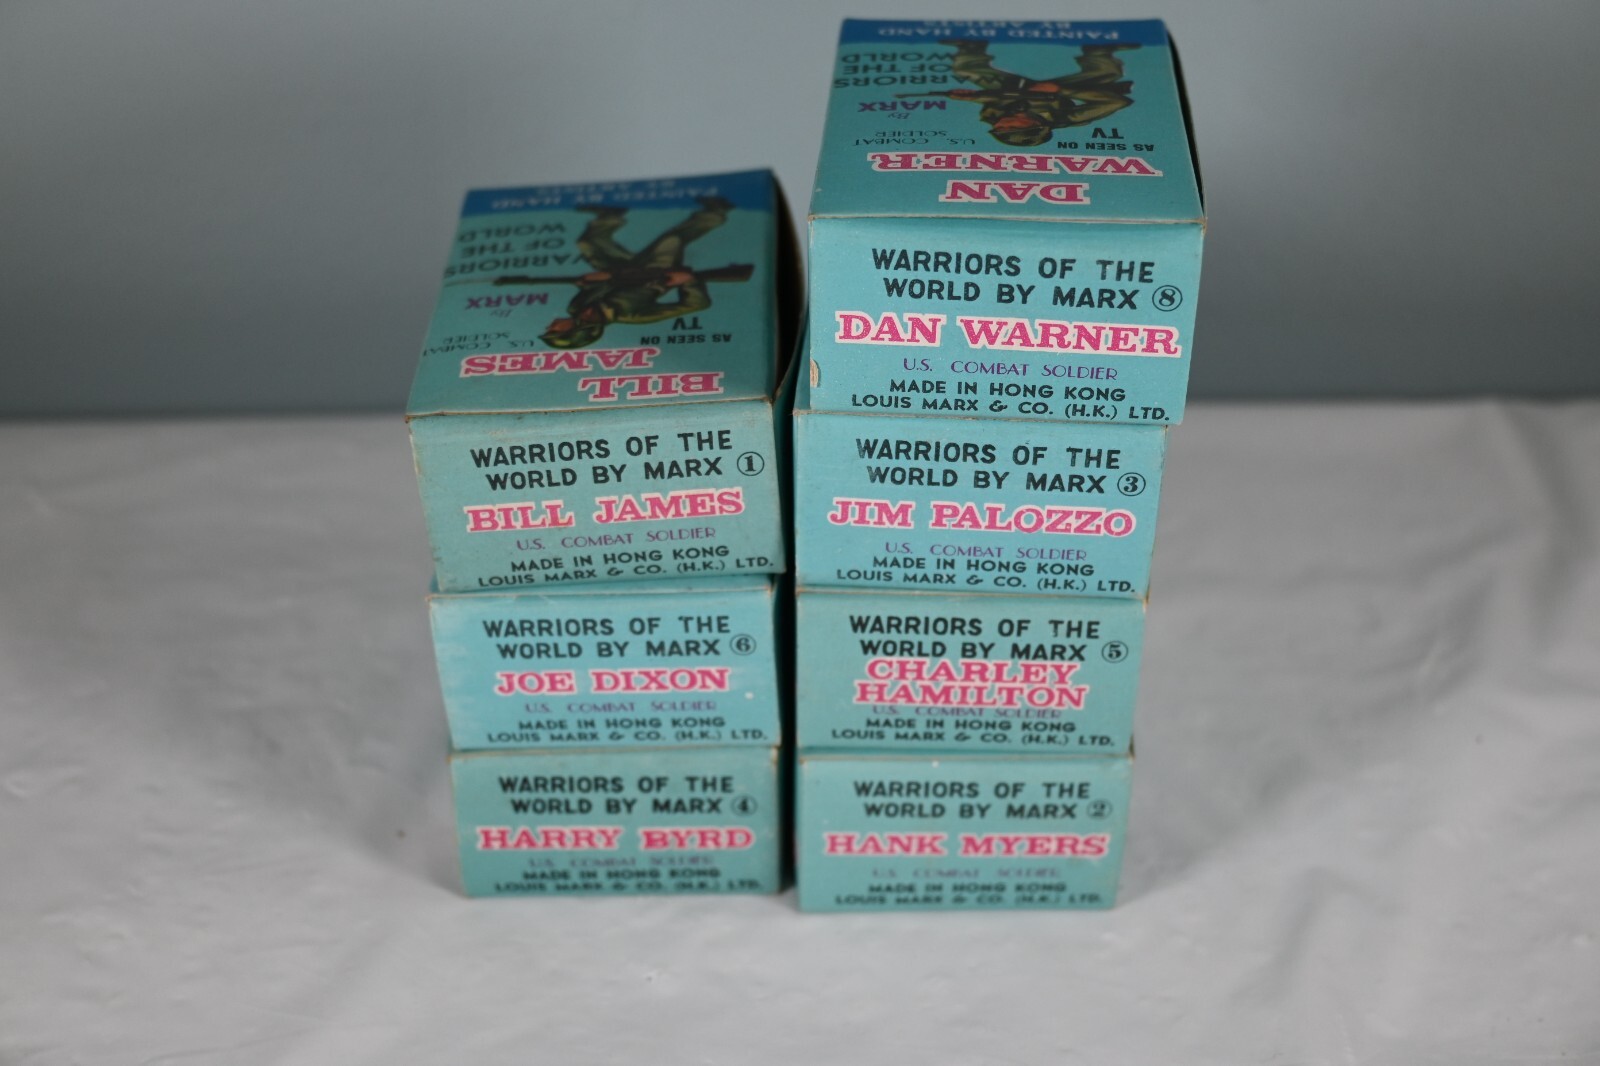 PAINTED BY HAND
BY ARTISTS
WARRIORS
OF THE
WORLD
By
MARX
U.S. COMBAT
SOLDIER
AS SEEN ON
TV
BILL
JAMES
WARRIORS OF THE
WORLD BY MARX 1
BILL JAMES
U.S. COMBAT SOLDIER
MADE IN HONG KONG
LOUIS MARX & CO. (H.K.) LTD.
WARRIORS OF THE
WORLD BY MARX 6
JOE DIXON
U.S. COMBAT SOLDIER
MADE IN HONG KONG
LOUIS MARX & CO. (H.K.) LTD.
WARRIORS OF THE
WORLD BY MARX 4
HARRY BYRD
U.S. COMBAT SOLDIER
MADE IN HONG KONG
LOUIS MARX & CO. (H.K.) LTD.
PAINTED BY HAND
BY ARTISTS
WARRIORS
OF THE
WORLD
By
MARX
U.S. COMBAT
SOLDIER
AS SEEN ON
TV
DAN
WARNER
WARRIORS OF THE
WORLD BY MARX 8
DAN WARNER
U.S. COMBAT SOLDIER
MADE IN HONG KONG
LOUIS MARX & CO. (H.K.) LTD.
WARRIORS OF THE
WORLD BY MARX 3
JIM PALOZZO
U.S. COMBAT SOLDIER
MADE IN HONG KONG
LOUIS MARX & CO. (H.K.) LTD.
WARRIORS OF THE
WORLD BY MARX 5
CHARLEY
HAMILTON
U.S. COMBAT SOLDIER
MADE IN HONG KONG
LOUIS MARX & CO. (H.K.) LTD.
WARRIORS OF THE
WORLD BY MARX 2
HANK MYERS
U.S. COMBAT SOLDIER
MADE IN HONG KONG
LOUIS MARX & CO. (H.K.) LTD.